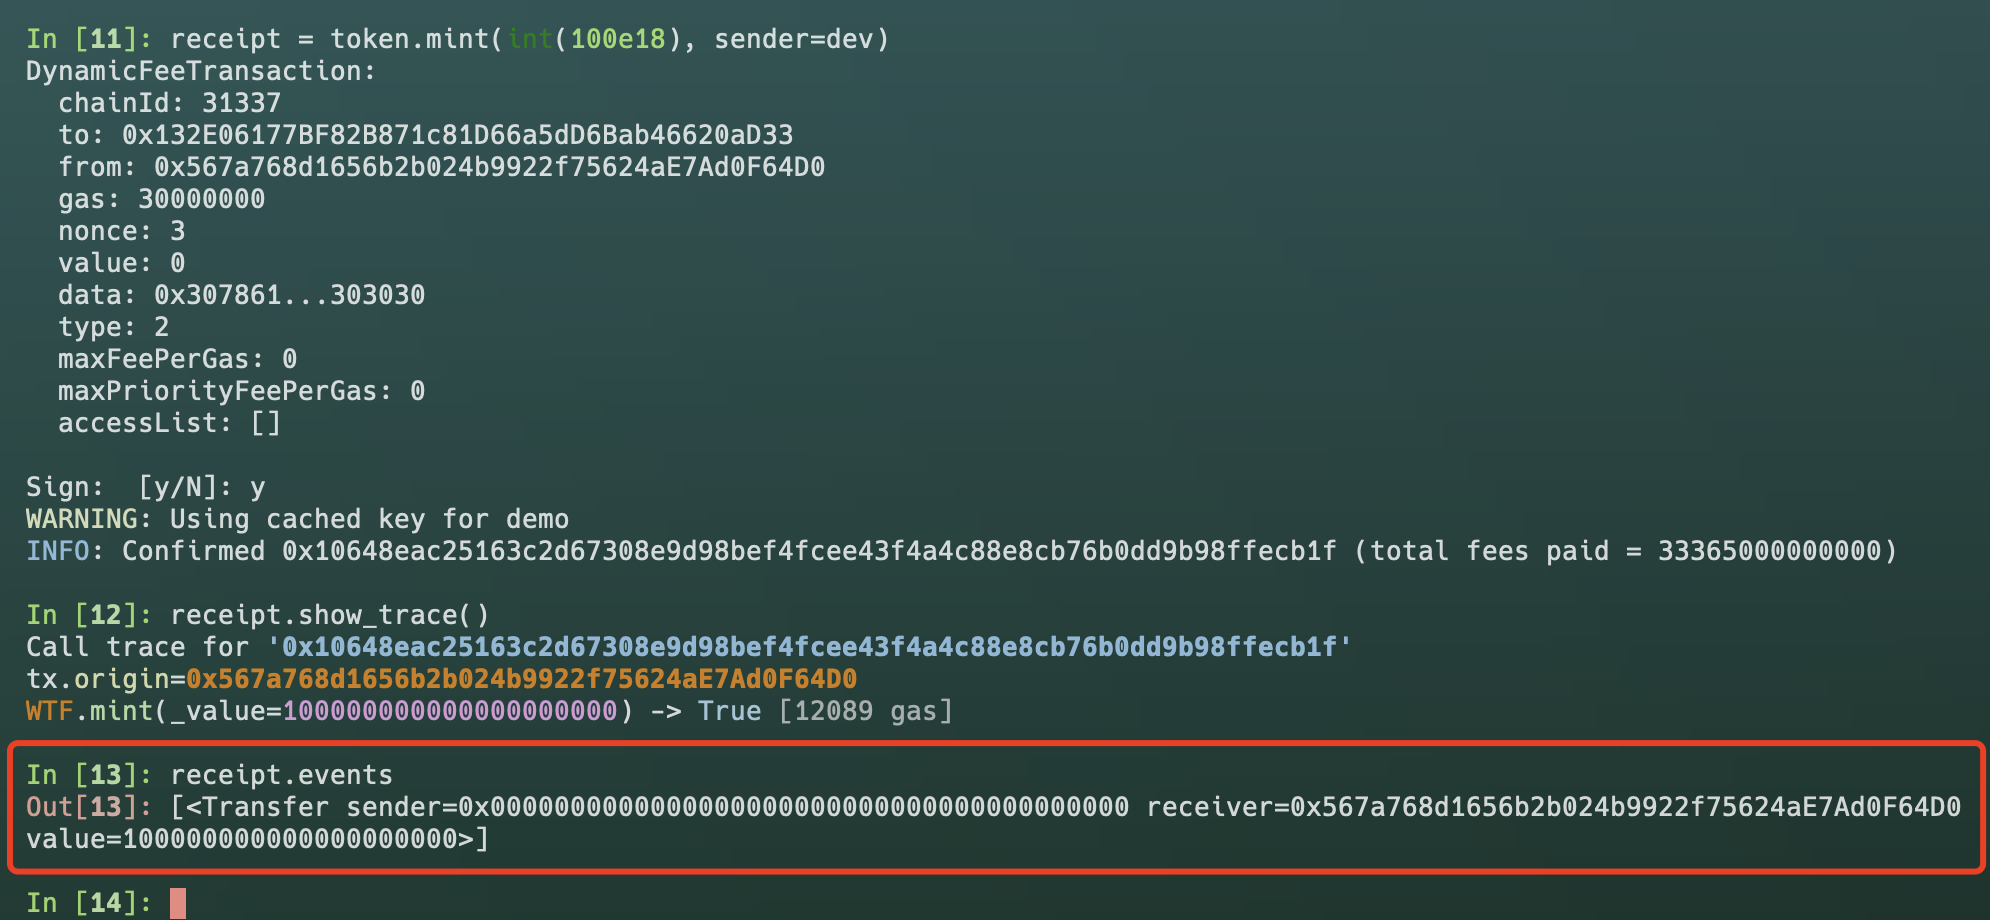 In [11]: receipt = token.mint(int(100e18), sender=dev)
DynamicFeeTransaction:
chainId: 31337
to: 0x132E06177BF82B871c81D66a5dD6Bab46620aD33
from: 0x567a768d1656b2b024b9922f75624aE7Ad0F64D0
gas: 30000000
nonce: 3
value: 0
data: 0x307861...303030
type: 2
maxFeePerGas: 0
maxPriorityFeePerGas: 0
accessList: []
Sign:  [y/N]: y
WARNING: Using cached key for demo
INFO: Confirmed 0x10648eac25163c2d67308e9d98bef4fcee43f4a4c88e8cb76b0dd9b98ffecb1f (total fees paid = 33365000000000)
In [12]: receipt.show_trace()
Call trace for '0x10648eac25163c2d67308e9d98bef4fcee43f4a4c88e8cb76b0dd9b98ffecb1f'
tx.origin=0x567a768d1656b2b024b9922f75624aE7Ad0F64D0
WTF.mint(_value=100000000000000000000) -> True [12089 gas]
In [13]: receipt.events
Out[13]: [<Transfer sender=0x0000000000000000000000000000000000000000 receiver=0x567a768d1656b2b024b9922f75624aE7Ad0F64D0
value=100000000000000000000>]
In [14]: